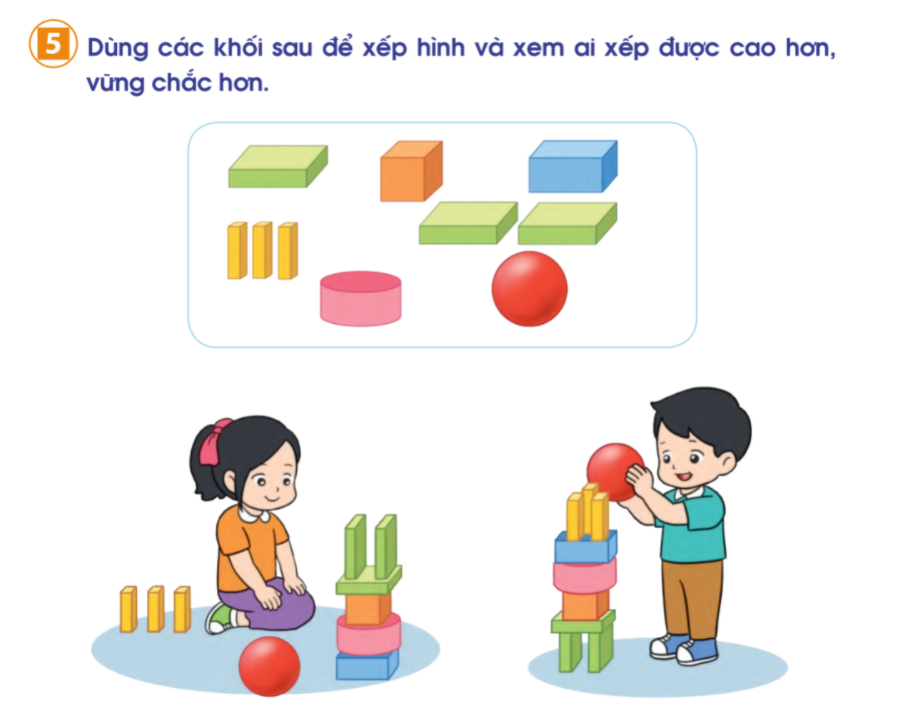 5 Dùng các khối sau để xếp hình và xem ai xếp được cao hơn,
vững chắc hơn.